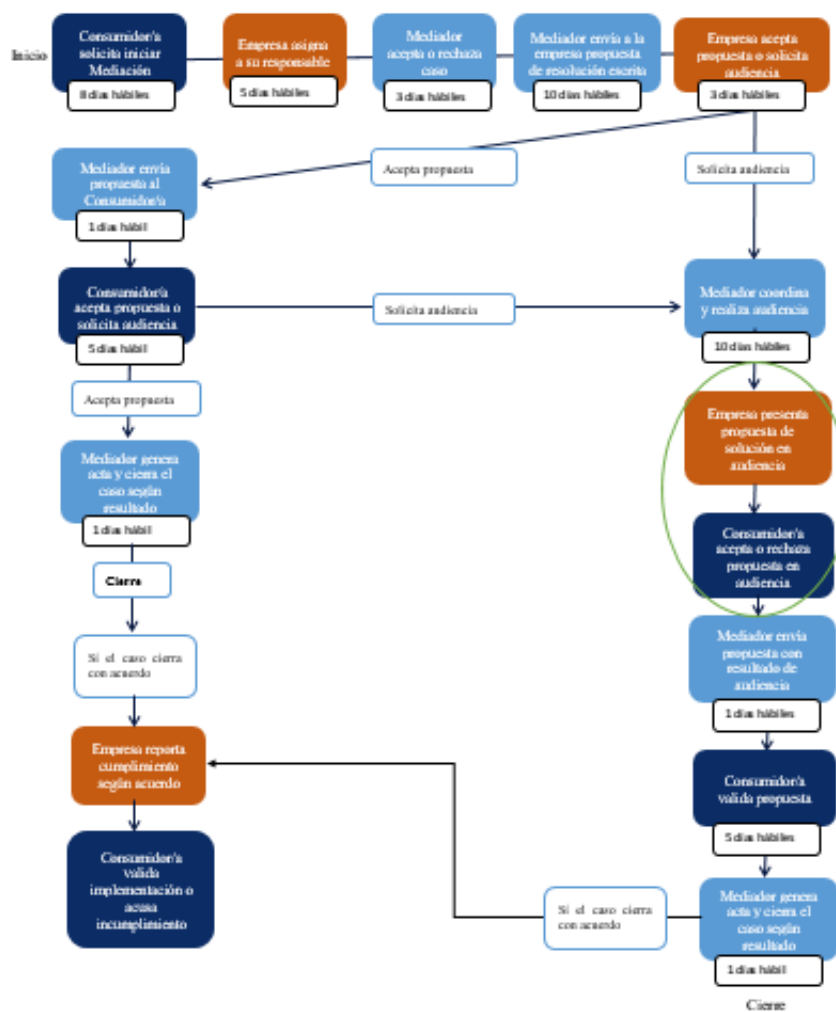 Inicio
Consumidor/a
solicita iniciar
Mediación
8 días hábiles
Empresa asigna
a su responsable
5 días hábiles
Mediador
acepta o rechaza
caso
3 días hábiles
Mediador envía a la
empresa propuesta
de resolución escrita
10 días hábiles
Empresa acepta
propuesta o solicita
audiencia
3 días hábiles
Acepta propuesta
Solicita audiencia
Mediador envía
propuesta al
Consumidor/a
1 días hábil
Consumidor/a
acepta propuesta o
solicita audiencia
5 días hábil
Solicita audiencia
Mediador coordina
y realiza audiencia
10 días hábiles
Acepta propuesta
Mediador genera
acta y cierra el
caso según
resultado
1 días hábil
Cierre
Si el caso cierra
con acuerdo
Empresa reporta
cumplimiento
según acuerdo
Consumidor/a
valida
implementación o
acusa
incumplimiento
Empresa presenta
propuesta de
solución en
audiencia
Consumidor/a
acepta o rechaza
propuesta en
audiencia
Mediador envía
propuesta con
resultado de
audiencia
1 días hábiles
Consumidor/a
valida propuesta
5 días hábiles
Mediador genera
acta y cierra el
caso según
resultado
1 días hábil
Si el caso cierra
con acuerdo
Cierre